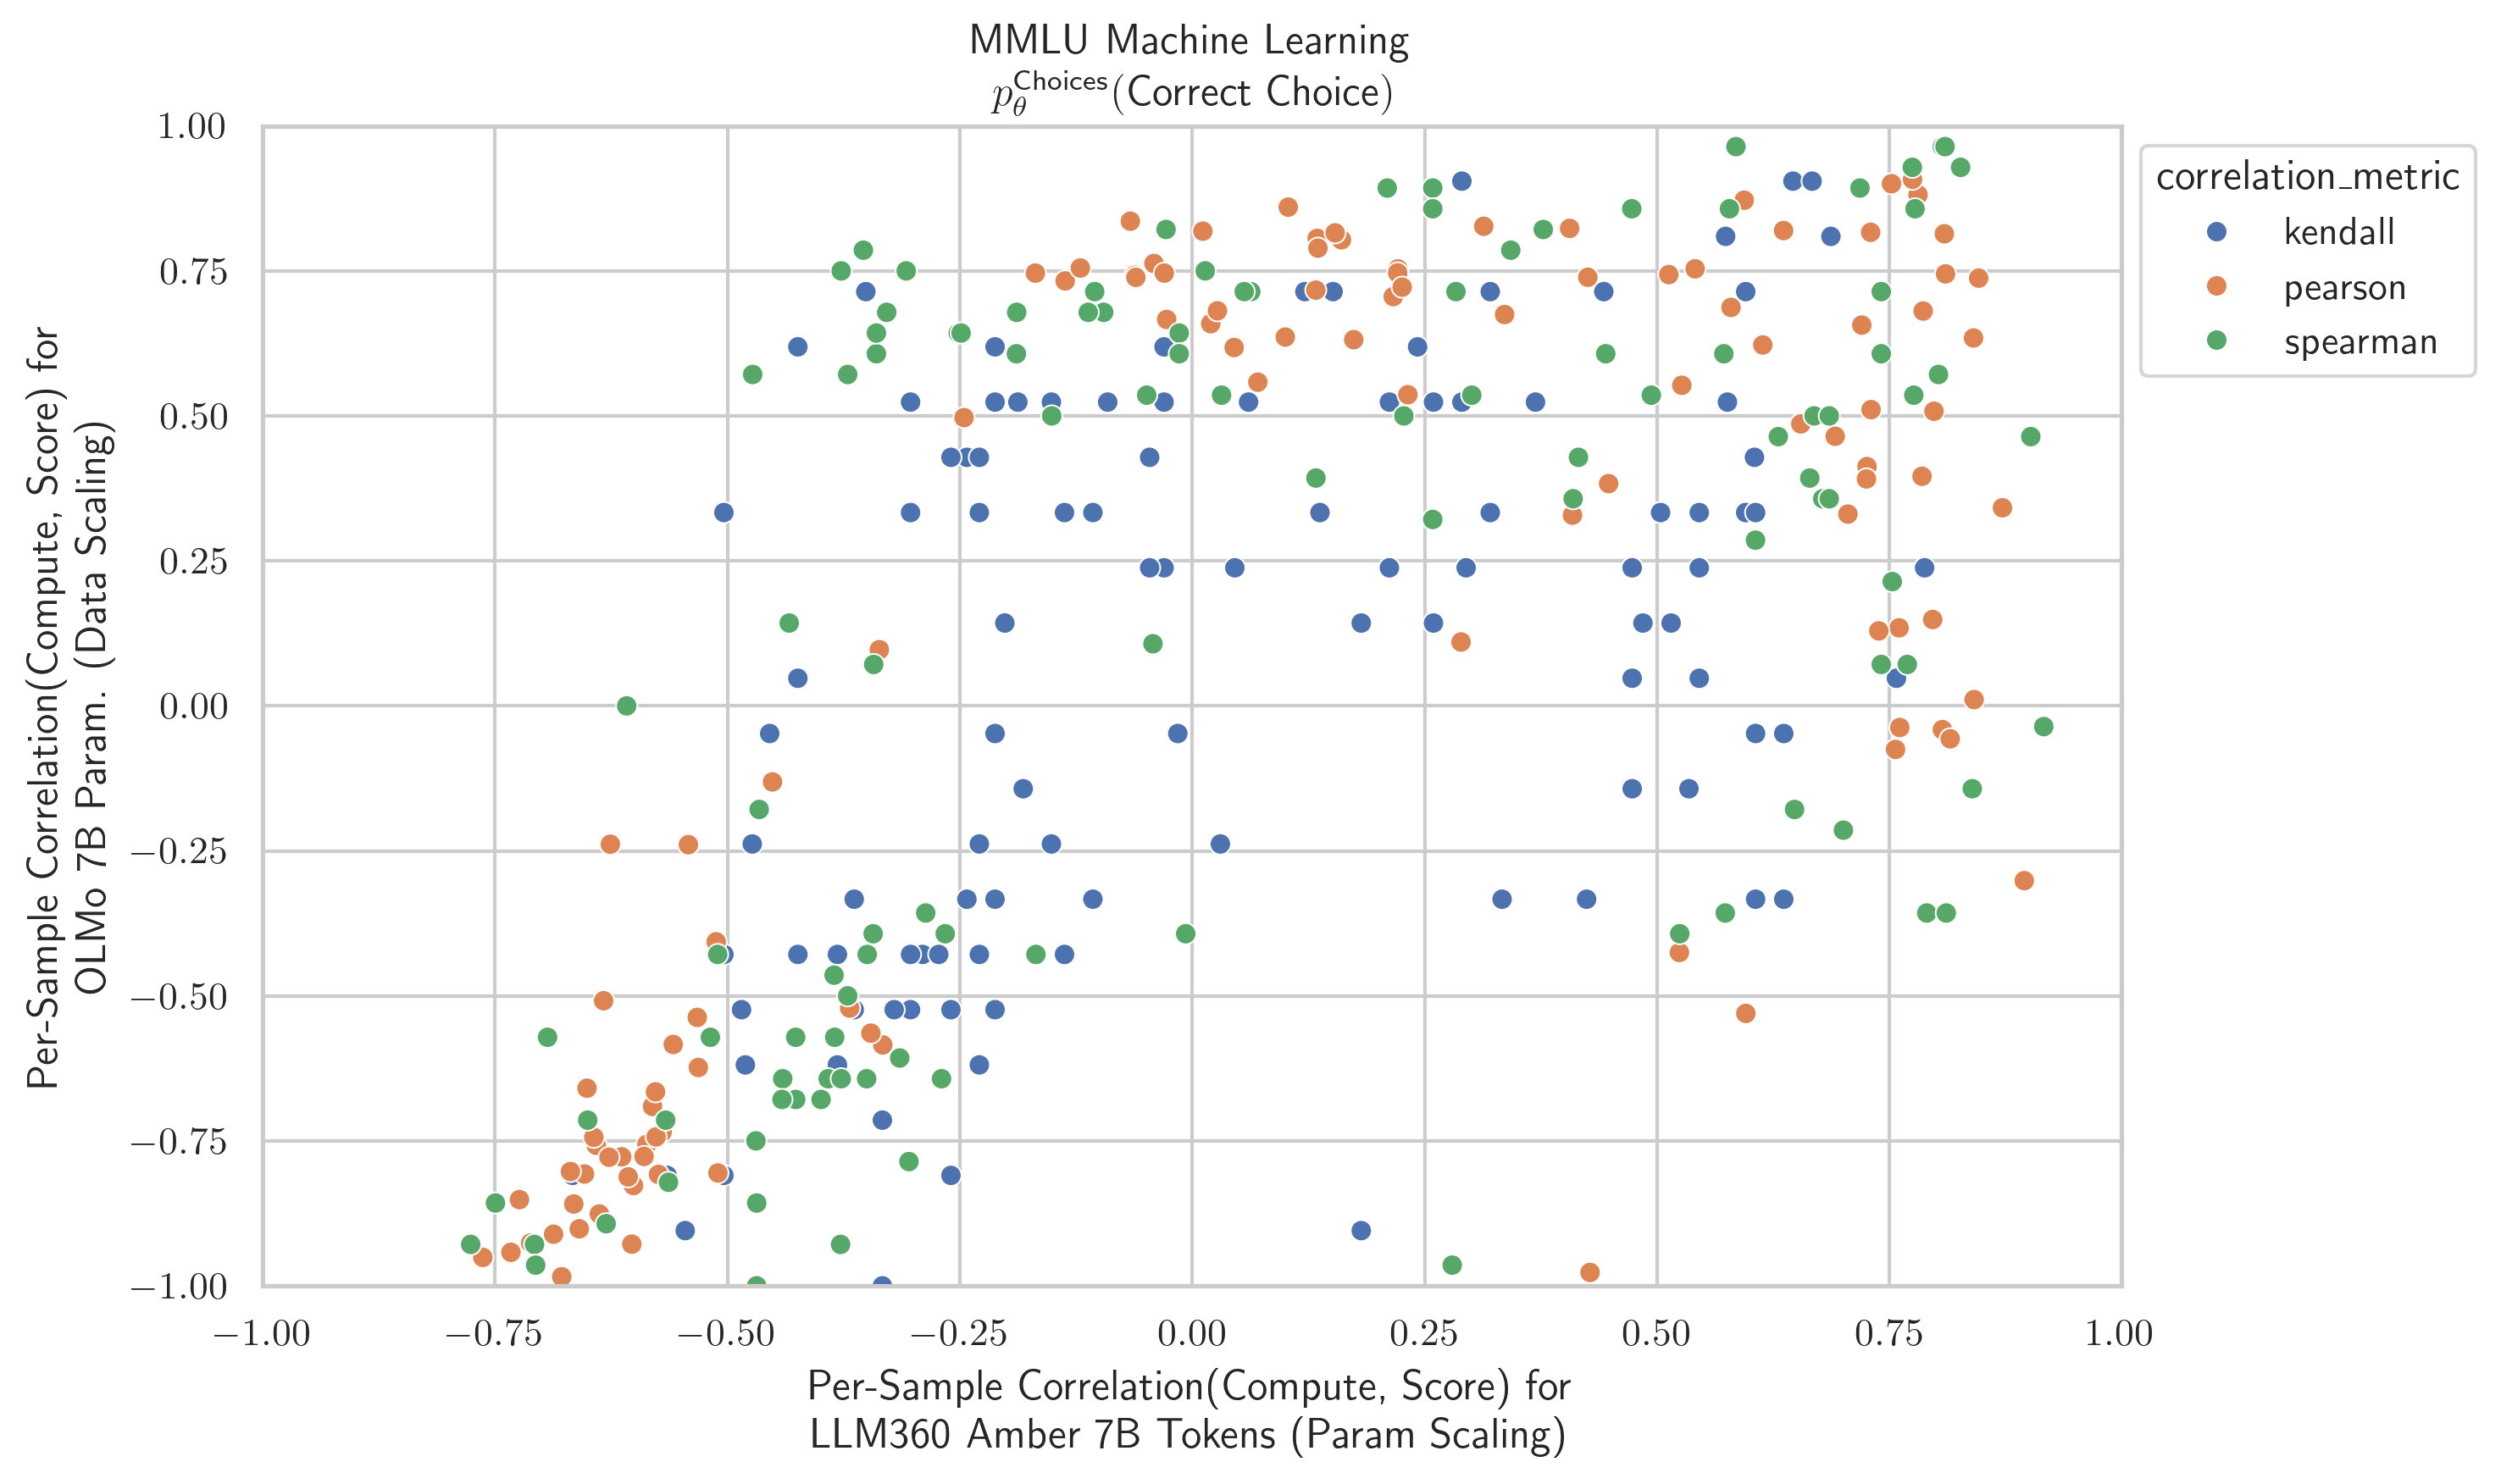 MMLU Machine Learning
p_θ^Choices(Correct Choice)
1.00
0.75
0.50
0.25
0.00
−0.25
−0.50
−0.75
−1.00
Per-Sample Correlation(Compute, Score) for
OLMo 7B Param. (Data Scaling)
correlation_metric
kendall
pearson
spearman
−1.00 −0.75 −0.50 −0.25 0.00 0.25 0.50 0.75 1.00
Per-Sample Correlation(Compute, Score) for
LLM360 Amber 7B Tokens (Param Scaling)